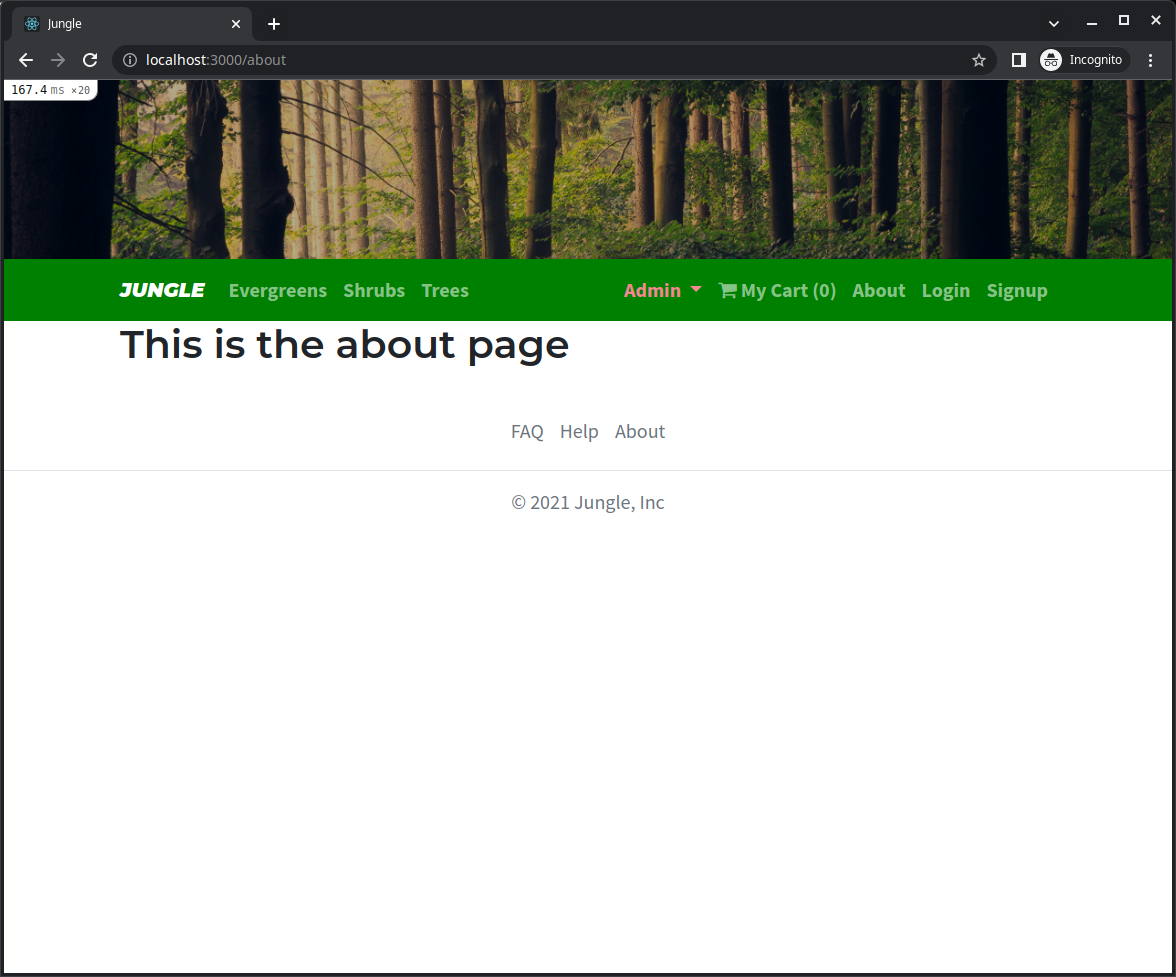 Jungle
localhost:3000/about
Incognito
167.4 ms ×20
JUNGLE Evergreens Shrubs Trees Admin My Cart (0) About Login Signup
This is the about page
FAQ Help About
© 2021 Jungle, Inc